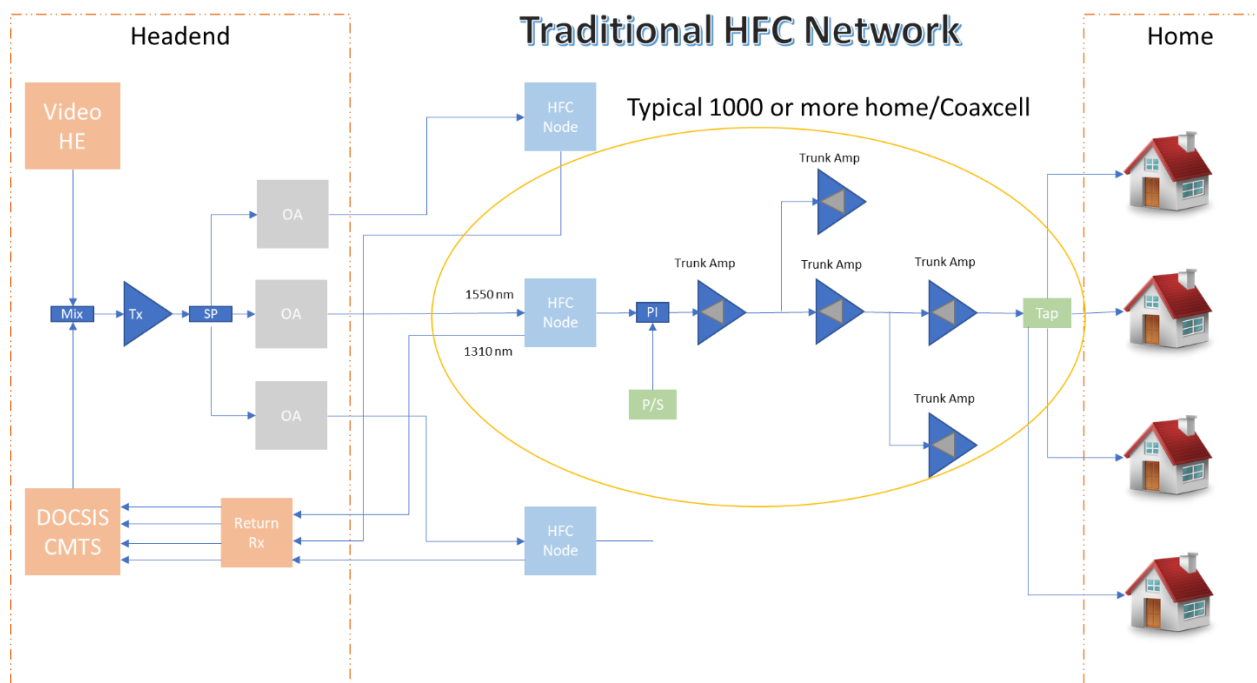 Headend
Traditional HFC Network
Home
Video
HE
HFC
Node
Typical 1000 or more home/Coaxcell
Trunk Amp
OA
Trunk Amp
Trunk Amp
Trunk Amp
1550 nm
HFC
Node
Mix
Tx
SP
OA
PI
Tap
1310 nm
P/S
Trunk Amp
OA
DOCSIS
CMTS
Return
Rx
HFC
Node